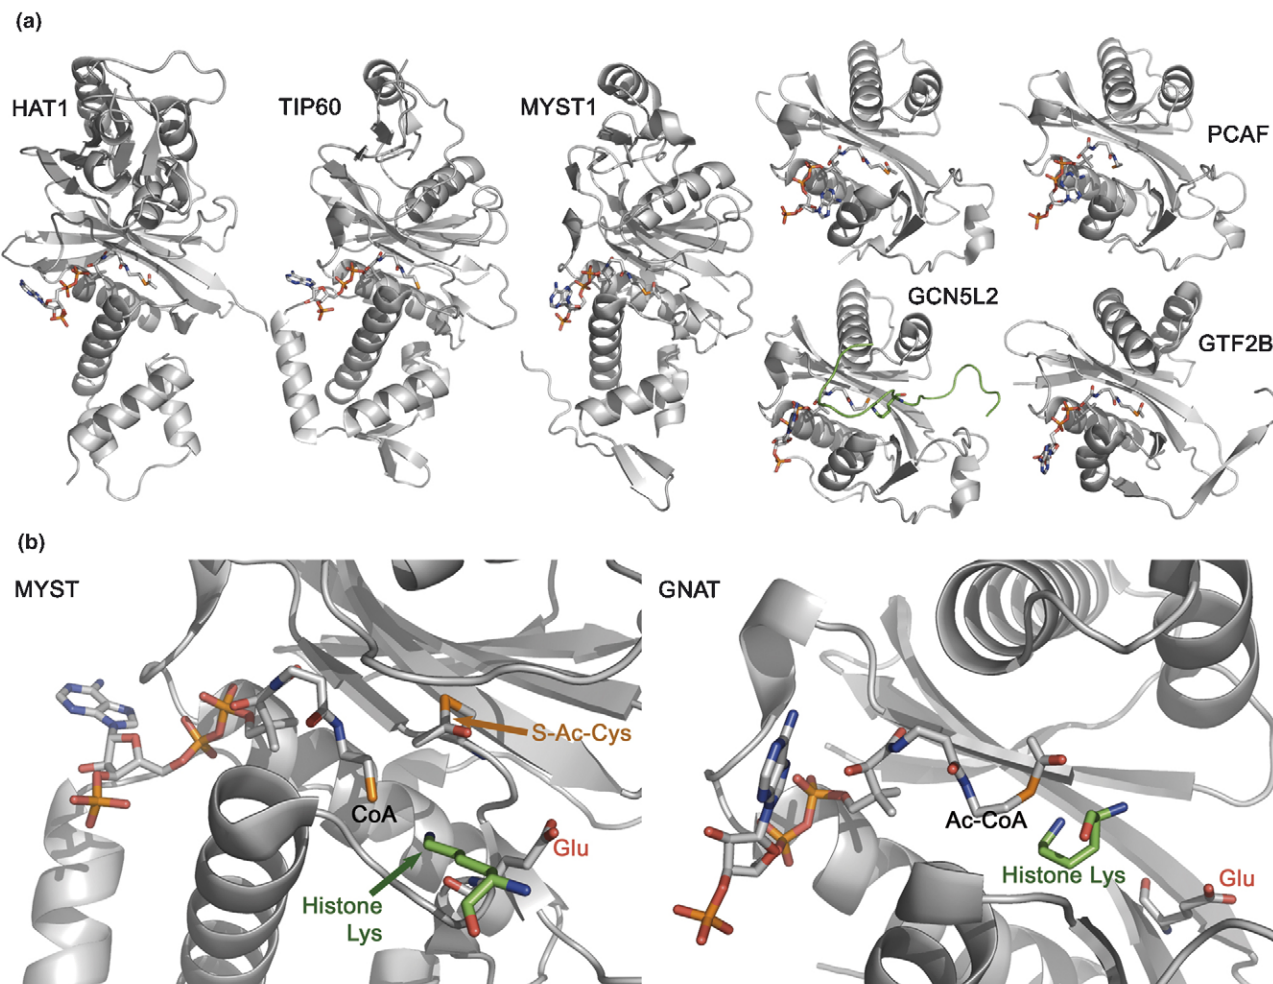 (a)
HAT1
TIP60
MYST1
PCAF
GCN5L2
GTF2B
(b)
MYST
GNAT
S-Ac-Cys
CoA
Glu
Histone
Lys
Ac-CoA
Histone Lys
Glu